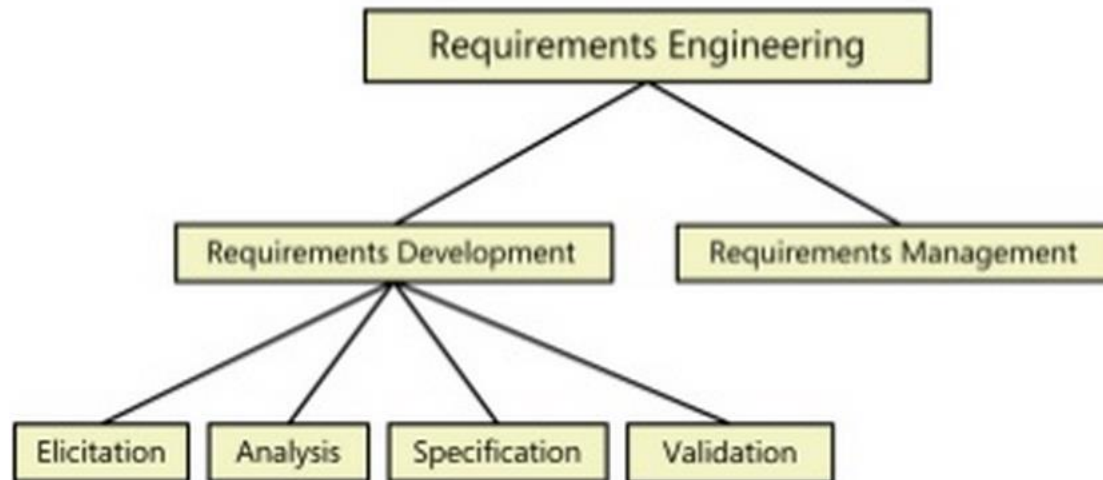 Requirements Engineering
Requirements Development
Requirements Management
Elicitation
Analysis
Specification
Validation